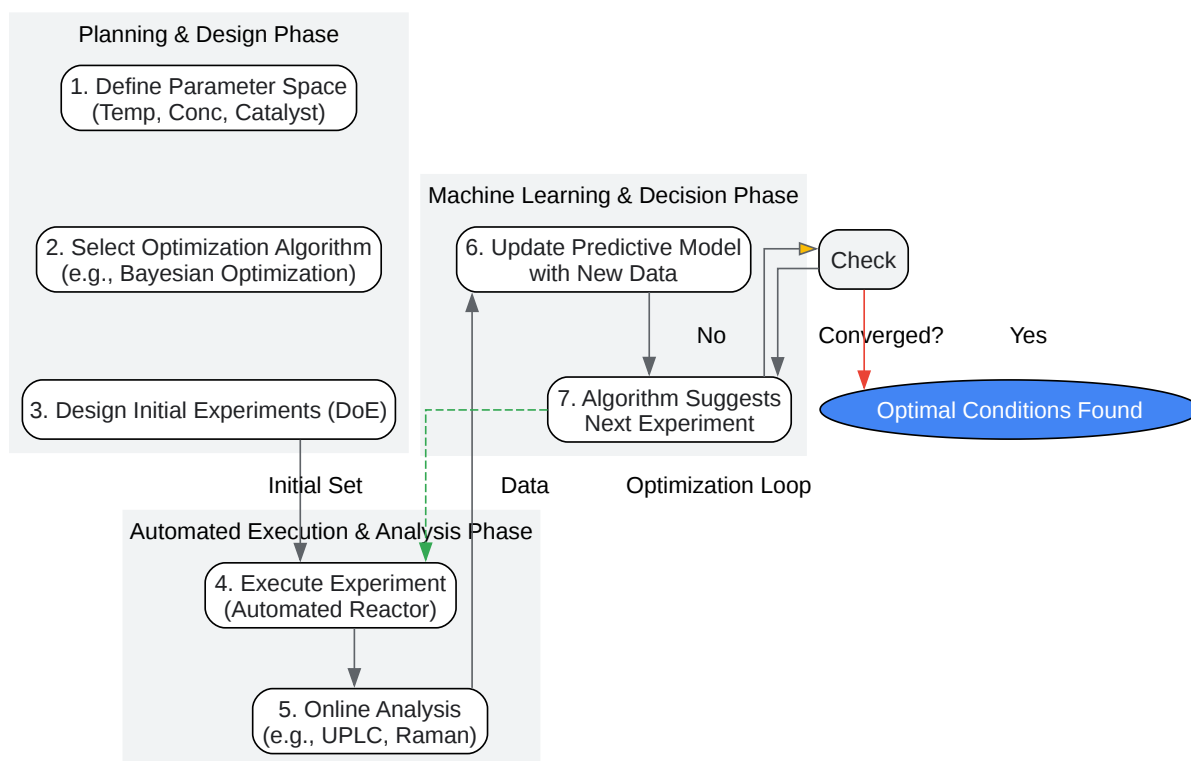 Planning & Design Phase
1. Define Parameter Space
(Temp, Conc, Catalyst)
Machine Learning & Decision Phase
2. Select Optimization Algorithm
(e.g., Bayesian Optimization)
6. Update Predictive Model
with New Data
Check
No
Converged?
Yes
3. Design Initial Experiments (DoE)
7. Algorithm Suggests
Next Experiment
Optimal Conditions Found
Initial Set
Data
Optimization Loop
Automated Execution & Analysis Phase
4. Execute Experiment
(Automated Reactor)
5. Online Analysis
(e.g., UPLC, Raman)